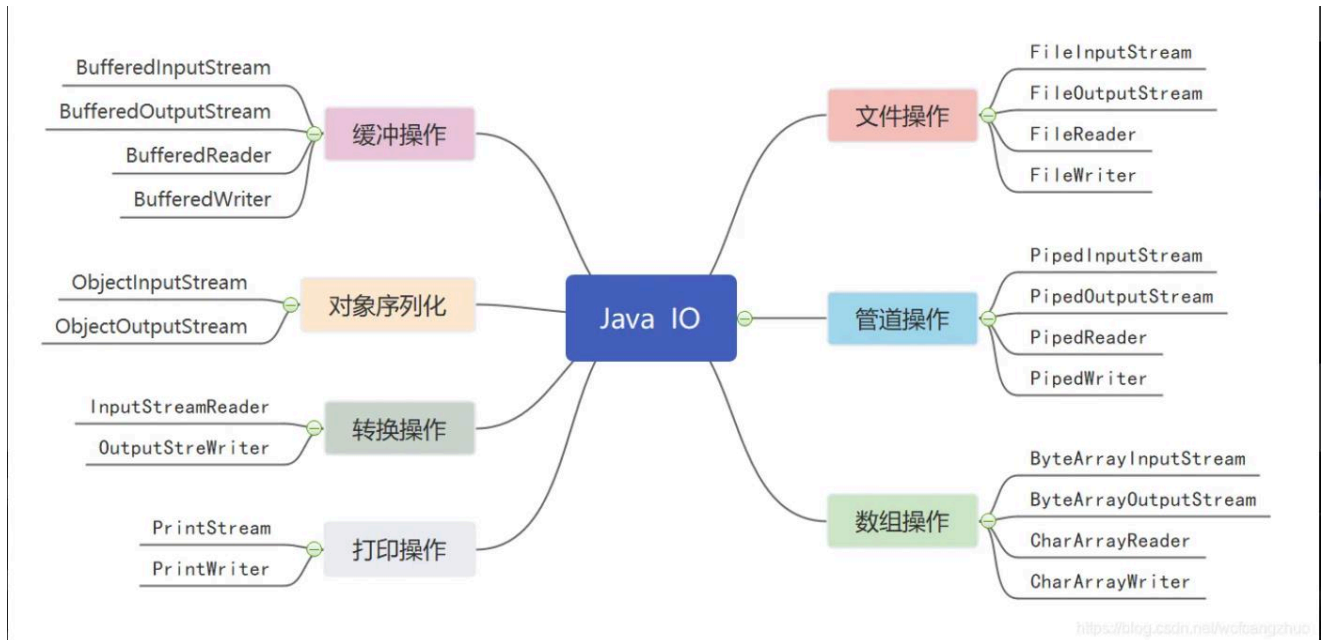 BufferedInputStream
BufferedOutputStream
BufferedReader
BufferedWriter
缓冲操作
ObjectInputStream
ObjectOutputStream
对象序列化
InputStreamReader
OutputStreWriter
转换操作
PrintStream
PrintWriter
打印操作
Java IO
文件操作
FileInputStream
FileOutputStream
FileReader
FileWriter
管道操作
PipedInputStream
PipedOutputStream
PipedReader
PipedWriter
数组操作
ByteArrayInputStream
ByteArrayOutputStream
CharArrayReader
CharArrayWriter